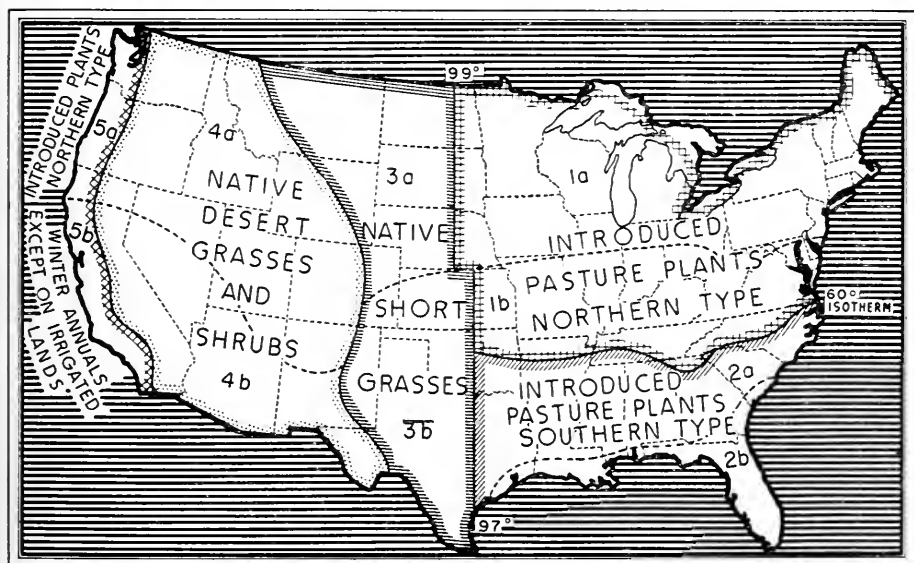 INTRODUCED PLANTS
NORTHERN TYPE
WINTER ANNUALS
EXCEPT ON IRRIGATED
LANDS
5a
5b
4a
NATIVE
DESERT
GRASSES
AND
SHRUBS
4b
99°
3a
NATIVE
SHORT
GRASSES
3b
97°
1a
INTRODUCED
PASTURE PLANTS
NORTHERN TYPE
1b
60°
ISOTHERM
INTRODUCED
PASTURE PLANTS
SOUTHERN TYPE
2a
2b